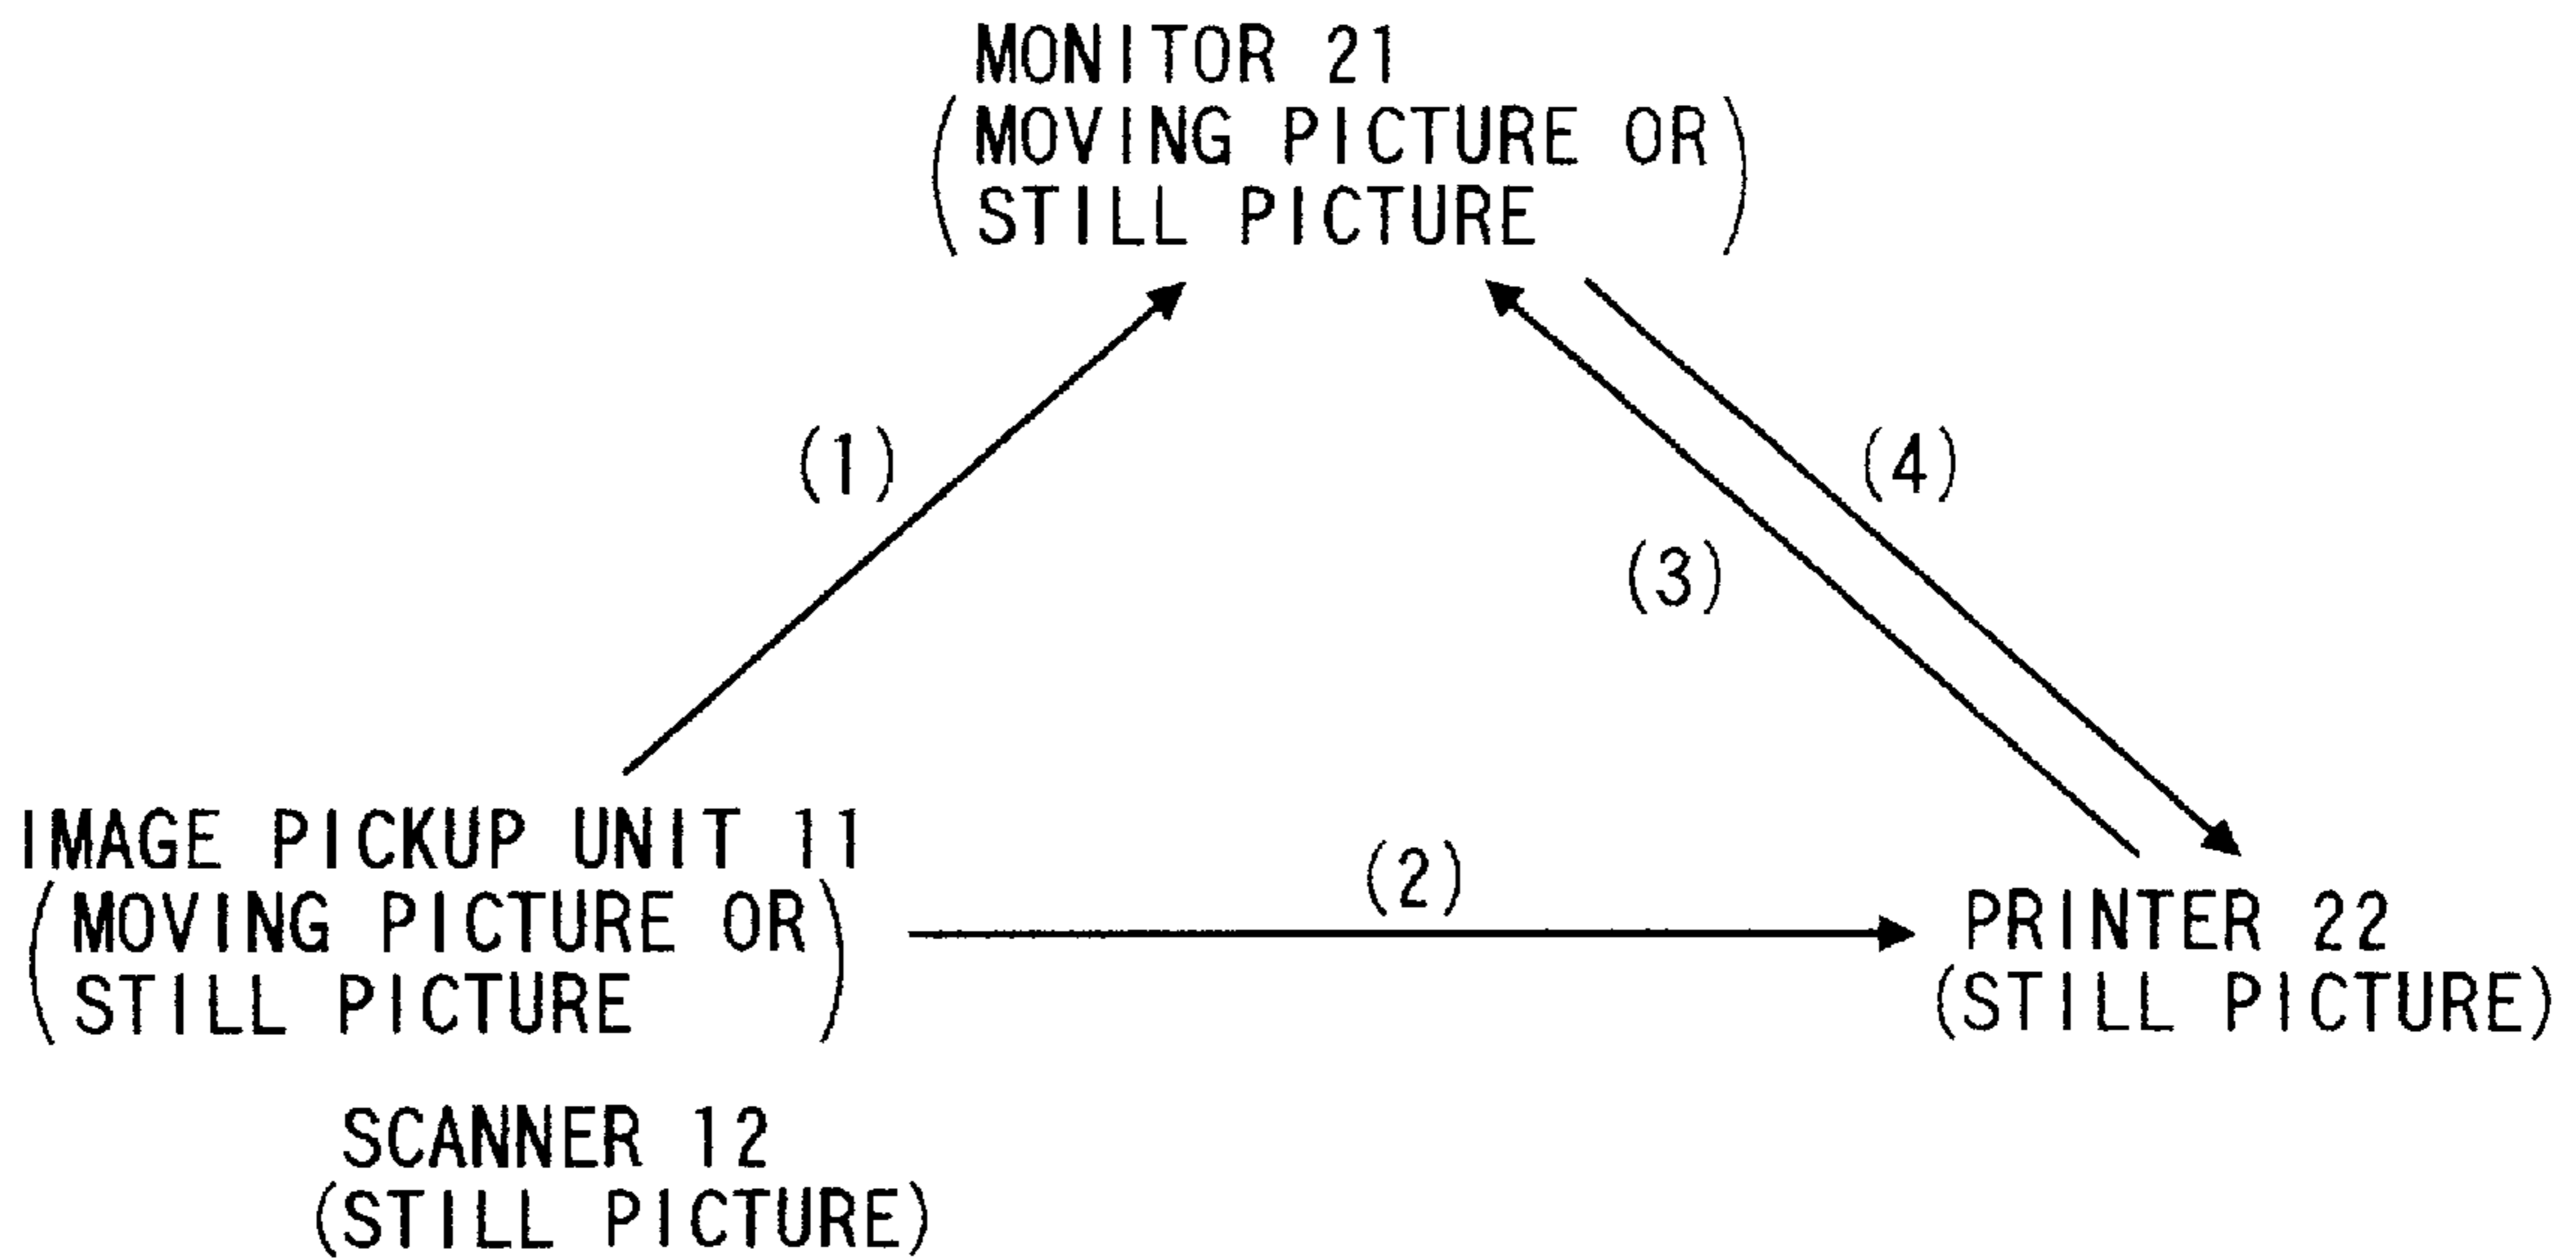 MONITOR 21
(MOVING PICTURE OR
STILL PICTURE)
(1)
(4)
(3)
IMAGE PICKUP UNIT 11
(MOVING PICTURE OR
STILL PICTURE)
(2)
PRINTER 22
(STILL PICTURE)
SCANNER 12
(STILL PICTURE)